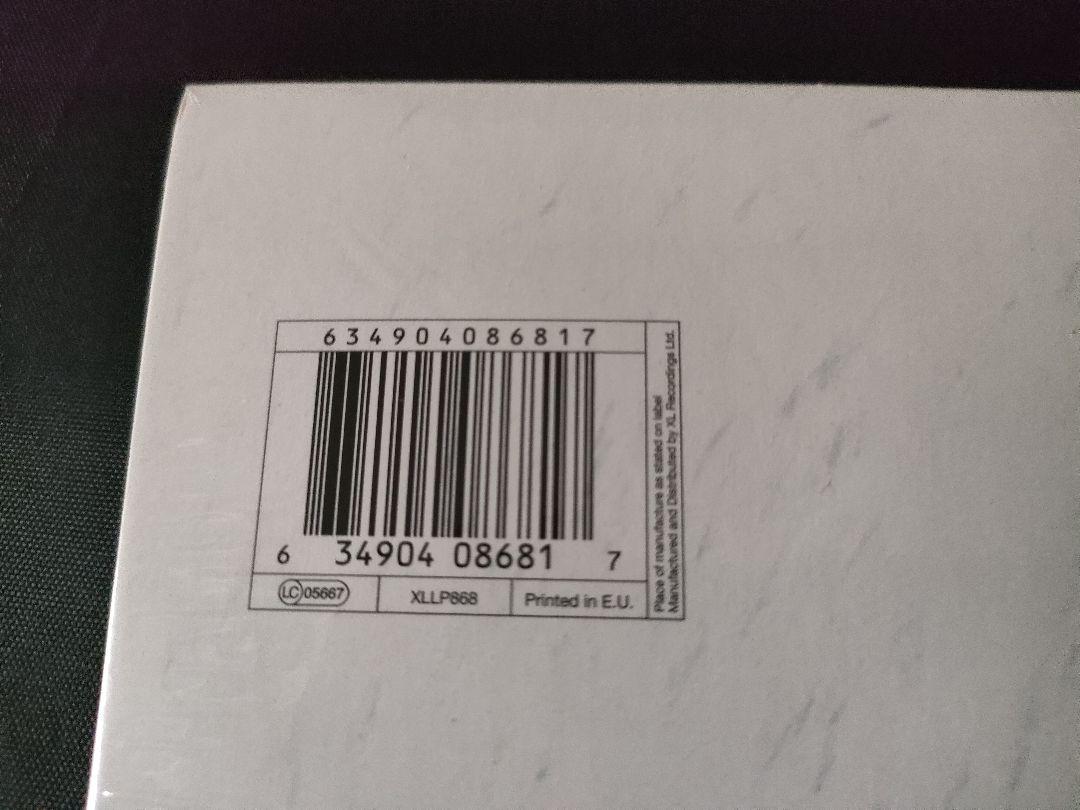 634904086817
6 34904 08681 7
LC 05667
XLLP868
Printed in E.U.
Place of manufacture as stated on label
Manufactured and Distributed by XL Recordings Ltd.